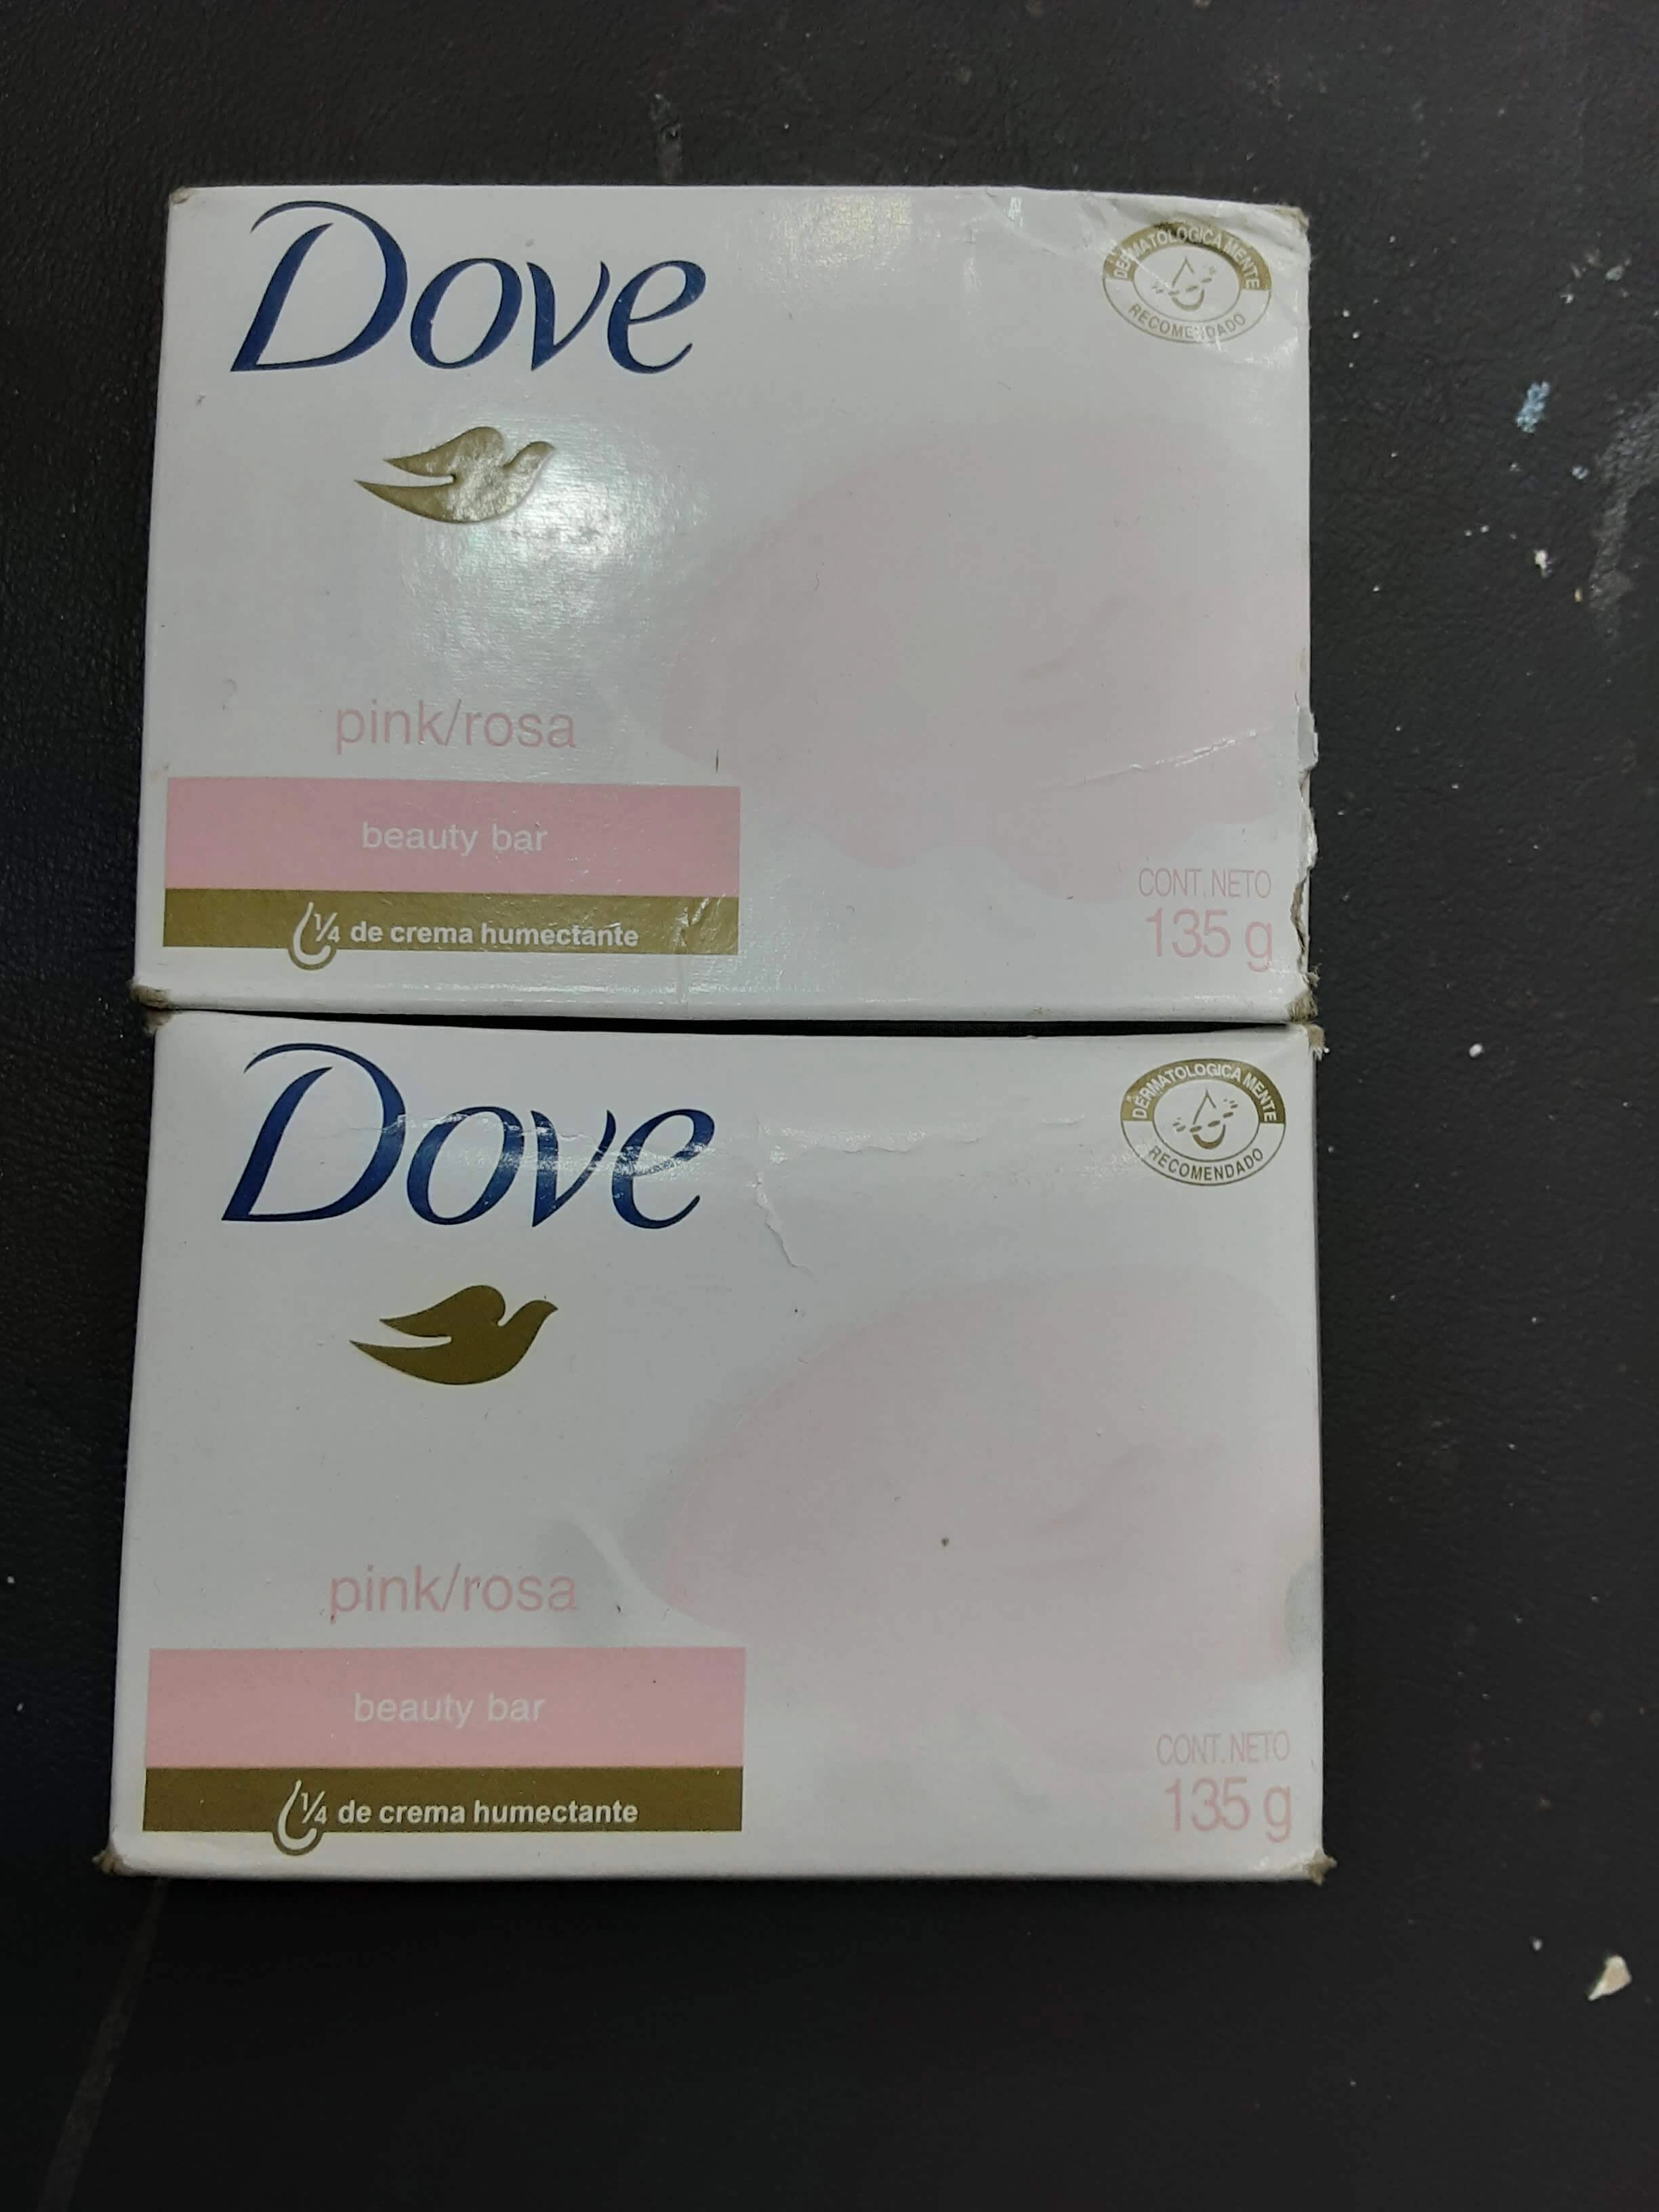 Dove
DERMATOLOGICA MENTE
RECOMENDADO
pink/rosa
beauty bar
1/4 de crema humectante
CONT. NETO
135 g
Dove
DERMATOLOGICA MENTE
RECOMENDADO
pink/rosa
beauty bar
1/4 de crema humectante
CONT. NETO
135 g